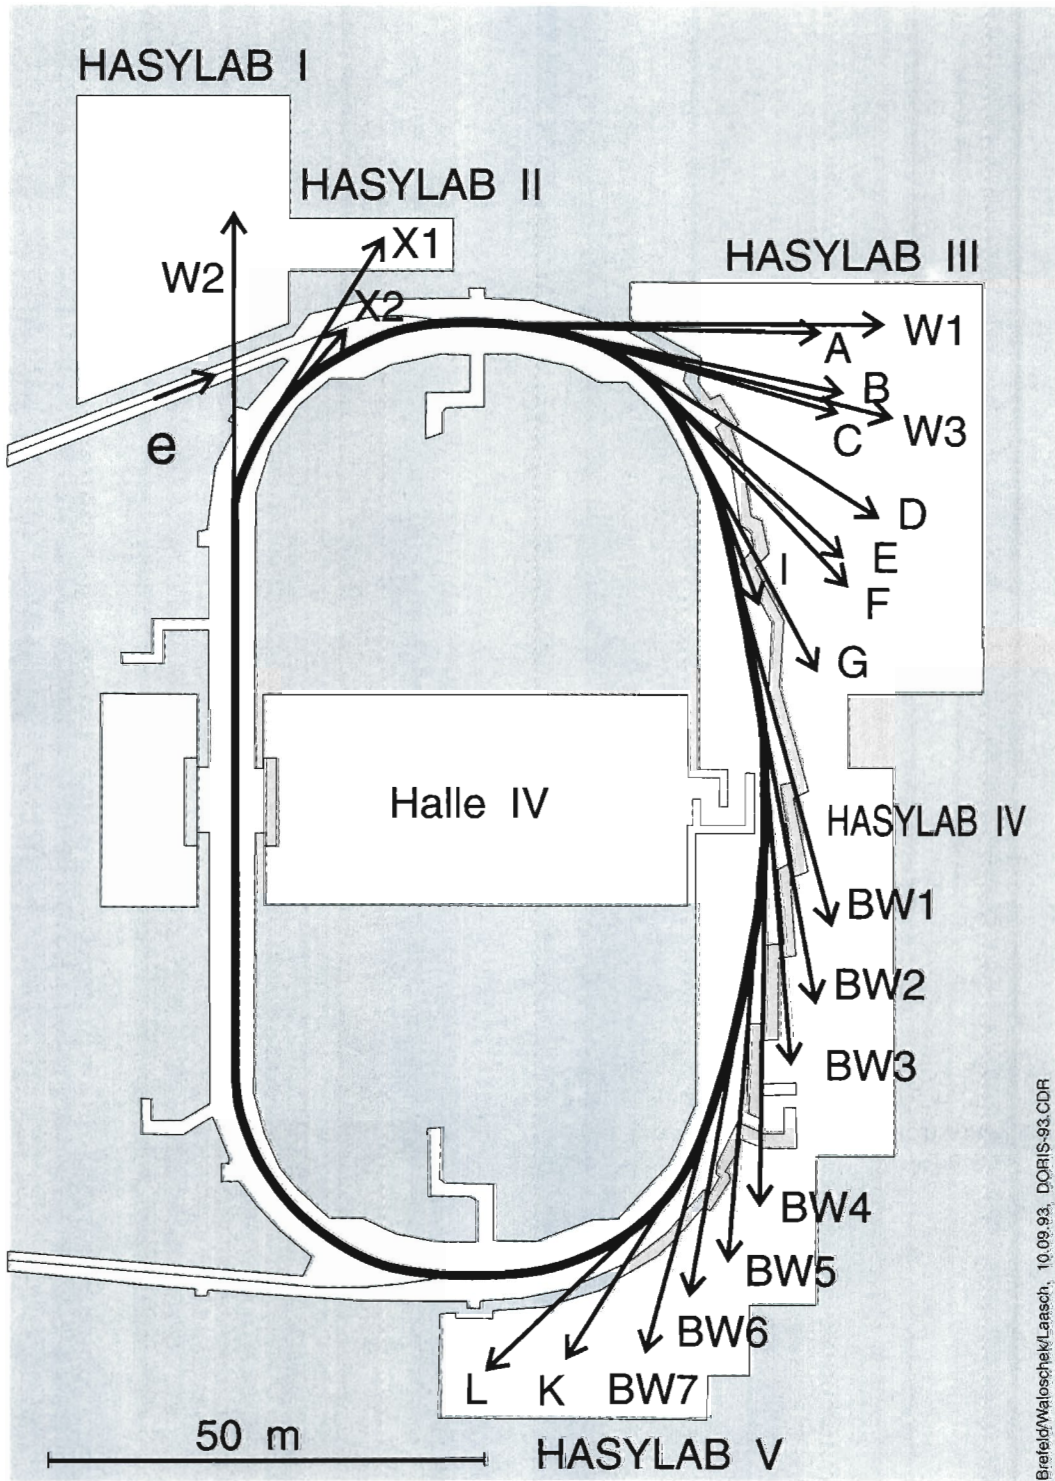 HASYLAB I
HASYLAB II
X1
W2
X2
HASYLAB III
W1
A
B
C
W3
e
D
E
I
F
G
Halle IV
HASYLAB IV
BW1
BW2
BW3
BW4
BW5
BW6
L K BW7
50 m
HASYLAB V
Brefeld/Waloschek/Laasch, 10.09.93, DORIS-93.CDR